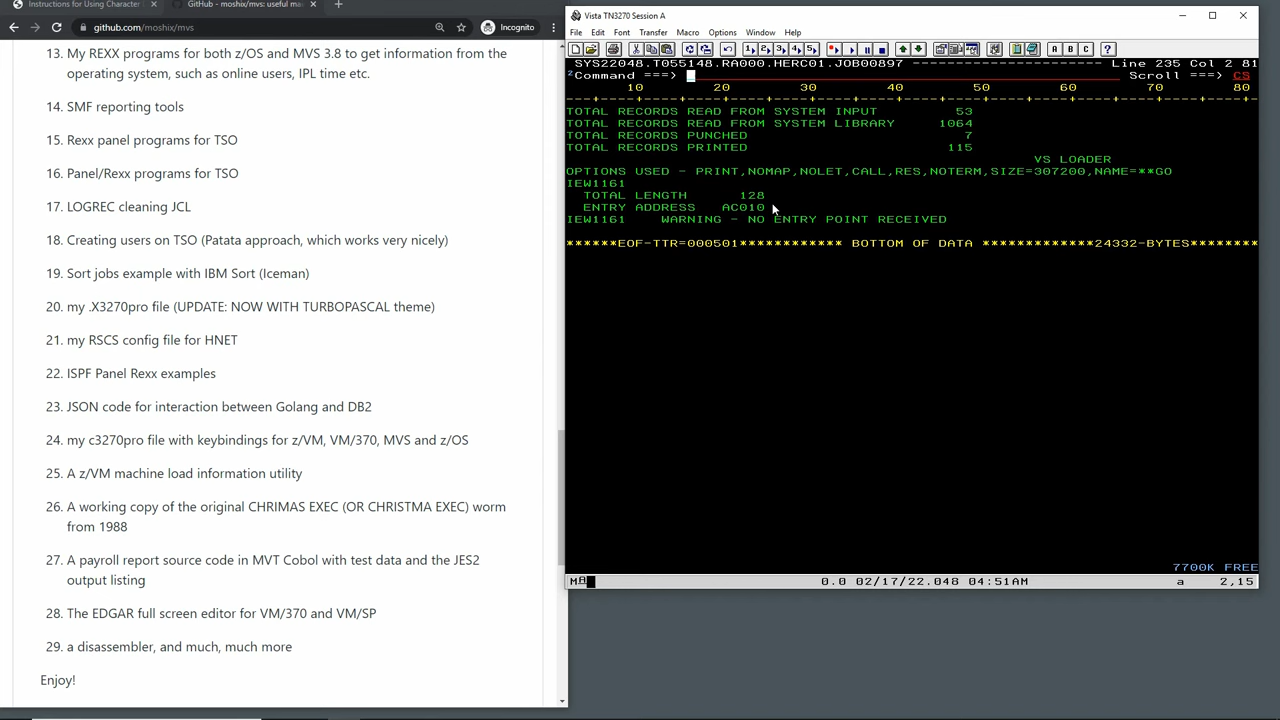 Instructions for Using Character
GitHub - moshix/mvs: useful ma
github.com/moshix/mvs
Incognito
13. My REXX programs for both z/OS and MVS 3.8 to get information from the
operating system, such as online users, IPL time etc.
14. SMF reporting tools
15. Rexx panel programs for TSO
16. Panel/Rexx programs for TSO
17. LOGREC cleaning JCL
18. Creating users on TSO (Patata approach, which works very nicely)
19. Sort jobs example with IBM Sort (Iceman)
20. my .X3270pro file (UPDATE: NOW WITH TURBOPASCAL theme)
21. my RSCS config file for HNET
22. ISPF Panel Rexx examples
23. JSON code for interaction between Golang and DB2
24. my c3270pro file with keybindings for z/VM, VM/370, MVS and z/OS
25. A z/VM machine load information utility
26. A working copy of the original CHRIMAS EXEC (OR CHRISTMA EXEC) worm
from 1988
27. A payroll report source code in MVT Cobol with test data and the JES2
output listing
28. The EDGAR full screen editor for VM/370 and VM/SP
29. a disassembler, and much, much more
Enjoy!
Vista TN3270 Session A
File Edit Font Transfer Macro Options Window Help
A B C
SYS22048.T055148.RA000.HERC01.JOB00897 -------------------- Line 235 Col 2 81
Command ===> Scroll ===> CS
10 20 30 40 50 60 70 80
TOTAL RECORDS READ FROM SYSTEM INPUT 53
TOTAL RECORDS READ FROM SYSTEM LIBRARY 1064
TOTAL RECORDS PUNCHED 7
TOTAL RECORDS PRINTED 115
VS LOADER
OPTIONS USED - PRINT,NOMAP,NOLET,CALL,RES,NOTERM,SIZE=307200,NAME=**GO
IEW1161
TOTAL LENGTH 128
ENTRY ADDRESS AC010
IEW1161 WARNING - NO ENTRY POINT RECEIVED
******EOF-TTR=000501************ BOTTOM OF DATA *************24332-BYTES********
7700K FREE
0.0 02/17/22.048 04:51AM a 2,15